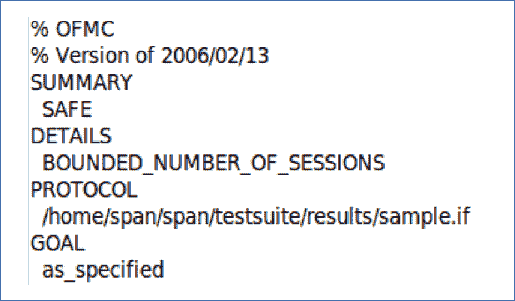 % OFMC
% Version of 2006/02/13
SUMMARY
SAFE
DETAILS
BOUNDED_NUMBER_OF_SESSIONS
PROTOCOL
/home/span/span/testsuite/results/sample.if
GOAL
as_specified